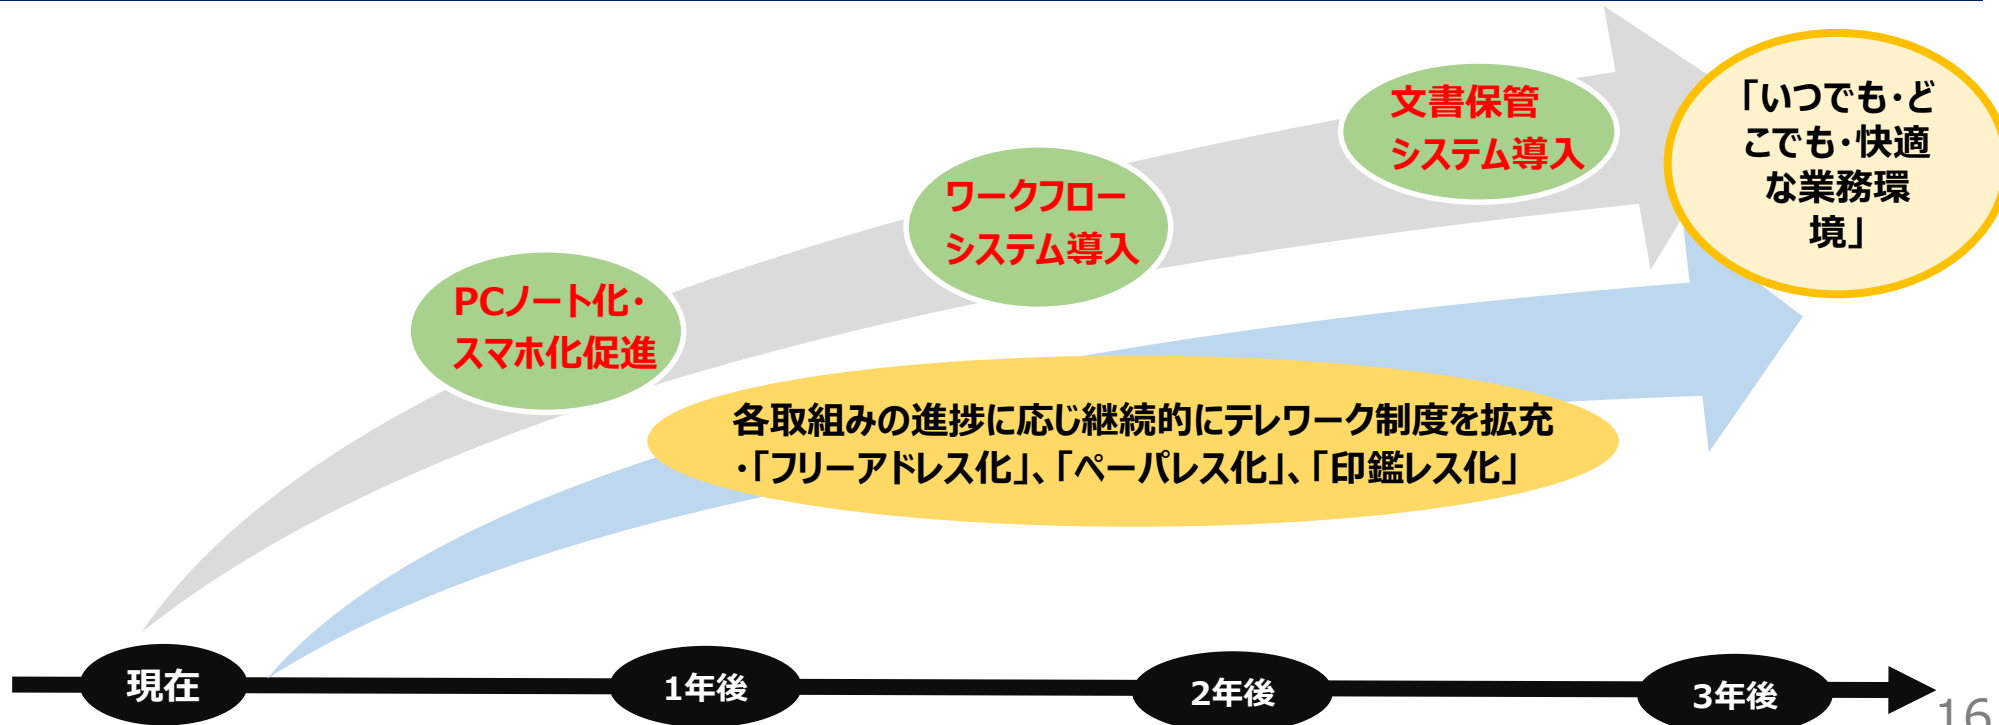 文書保管
システム導入
「いつでも・ど
こでも・快適
な業務環
境」
ワークフロー
システム導入
PCノート化・
スマホ化促進
各取組みの進捗に応じ継続的にテレワーク制度を拡充
・「フリーアドレス化」、「ペーパレス化」、「印鑑レス化」
現在
1年後
2年後
3年後
16